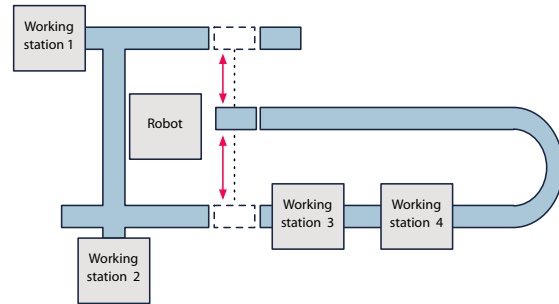 Working
station 1
Robot
Working
station 3
Working
station 4
Working
station 2